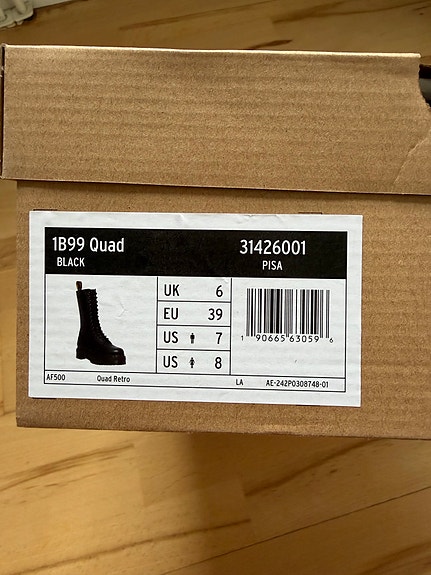 1B99 Quad
BLACK
31426001
PISA
UK 6
EU 39
US 7
US 8
1 90665 63059 6
AF500
Quad Retro
LA
AE-242P0308748-01